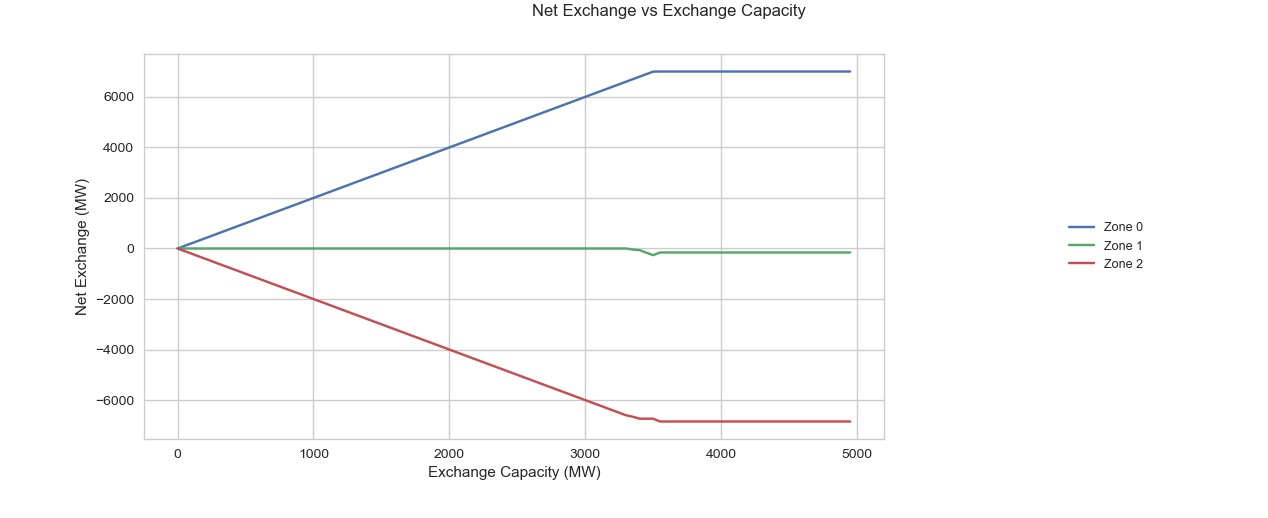 Net Exchange vs Exchange Capacity
6000
4000
2000
0
−2000
−4000
−6000
Net Exchange (MW)
0 1000 2000 3000 4000 5000
Exchange Capacity (MW)
Zone 0
Zone 1
Zone 2